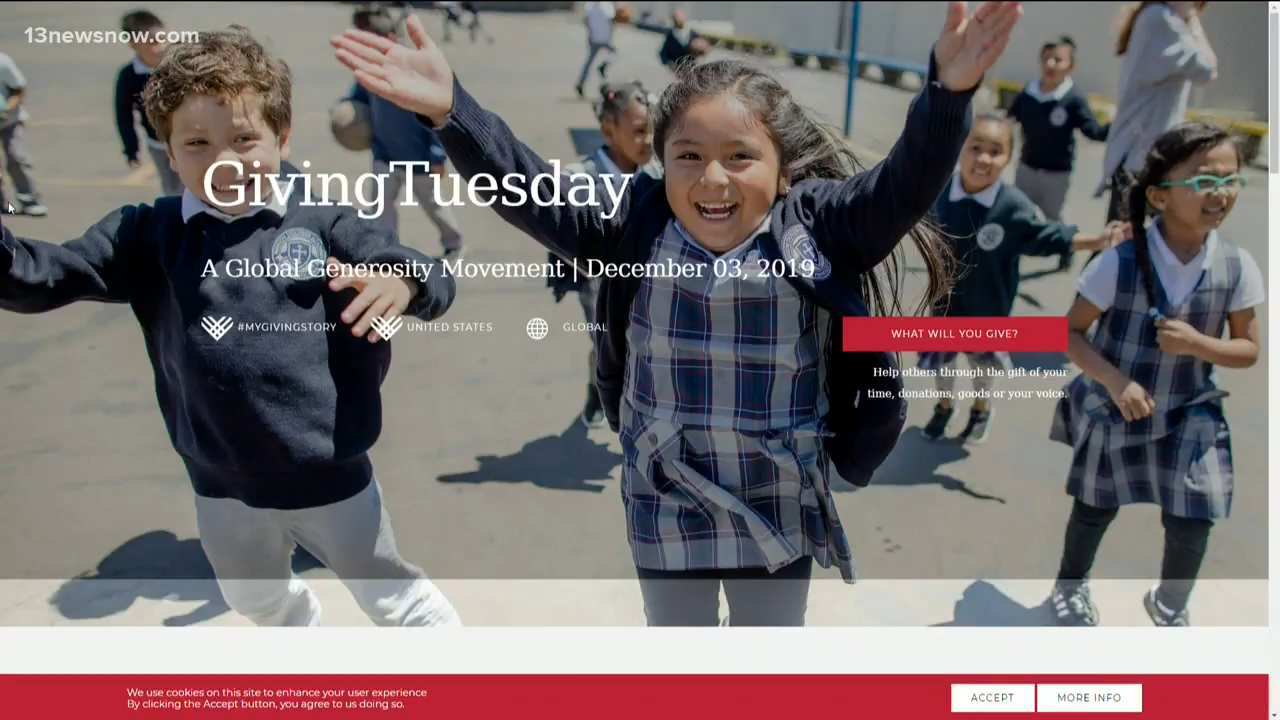 13newsnow.com
GivingTuesday
A Global Generosity Movement | December 03, 2019
#MYGIVINGSTORY UNITED STATES GLOBAL
WHAT WILL YOU GIVE?
Help others through the gift of your
time, donations, goods or your voice.
We use cookies on this site to enhance your user experience
By clicking the Accept button, you agree to us doing so.
ACCEPT MORE INFO